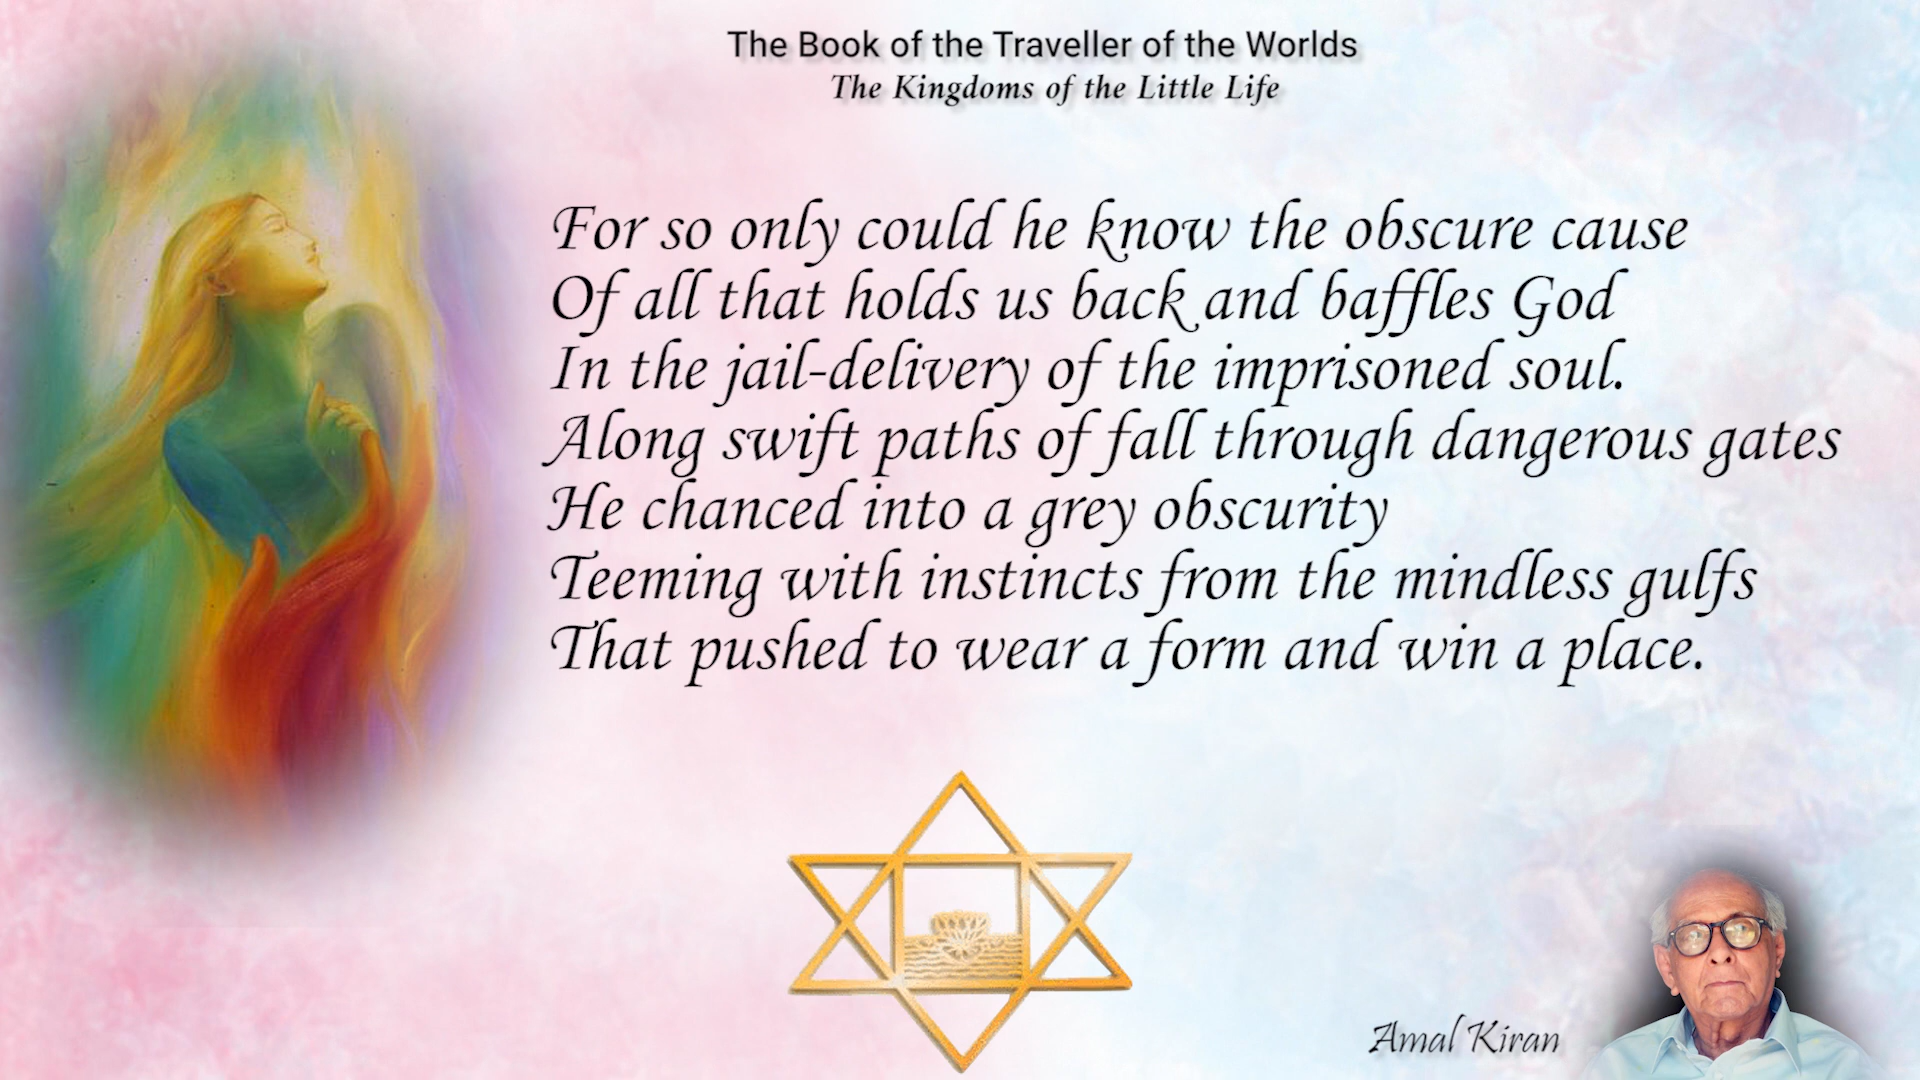 The Book of the Traveller of the Worlds
The Kingdoms of the Little Life
For so only could he know the obscure cause
Of all that holds us back and baffles God
In the jail-delivery of the imprisoned soul.
Along swift paths of fall through dangerous gates
He chanced into a grey obscurity
Teeming with instincts from the mindless gulfs
That pushed to wear a form and win a place.
Amal Kiran